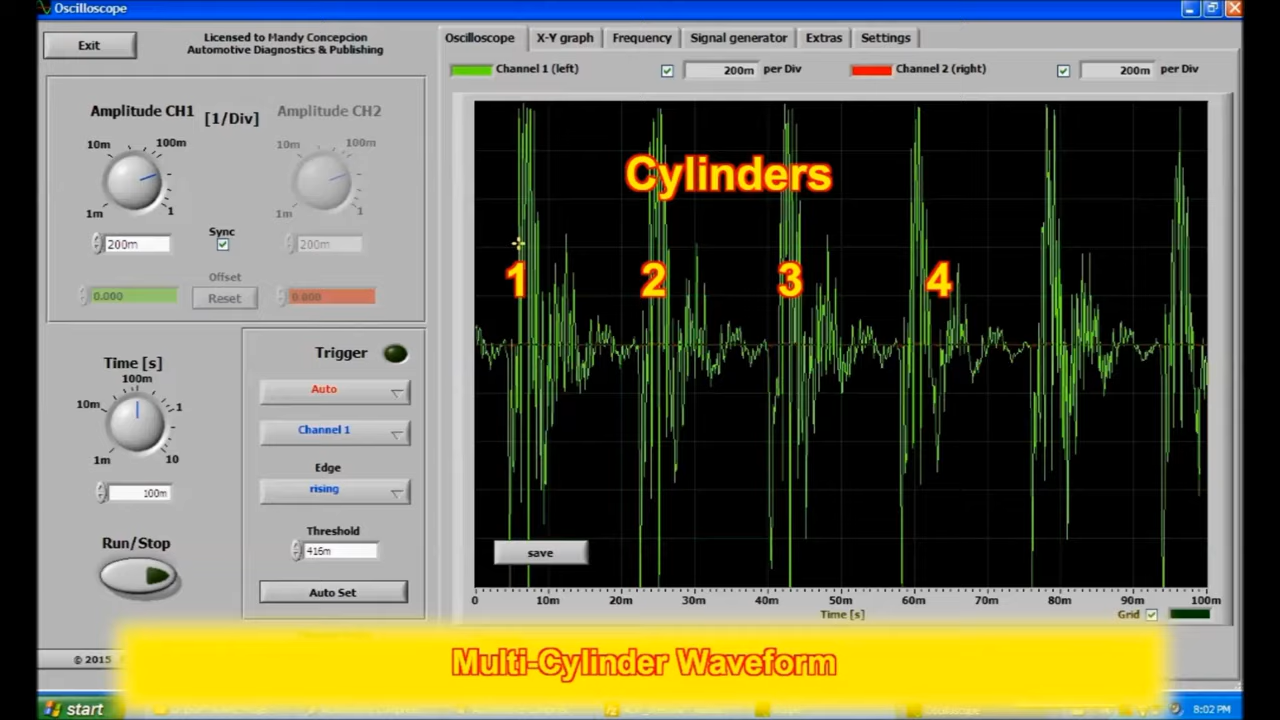 Oscilloscope
Exit
Licensed to Mandy Concepcion
Automotive Diagnostics & Publishing
Oscilloscope X-Y graph Frequency Signal generator Extras Settings
Channel 1 (left) 200m per Div Channel 2 (right) 200m per Div
Amplitude CH1 [1/Div] Amplitude CH2
10m 100m 10m 100m
1m 1 1m 1
200m Sync 200m
Offset
0.000 Reset 0.000
Time [s]
100m
10m 1
1m 10
100m
Run/Stop
Trigger
Auto
Channel 1
Edge
rising
Threshold
416m
Auto Set
Cylinders
1 2 3 4
save
0 10m 20m 30m 40m 50m 60m 70m 80m 90m 100m
Time [s]
Grid
© 2015
Multi-Cylinder Waveform
start
8:02 PM